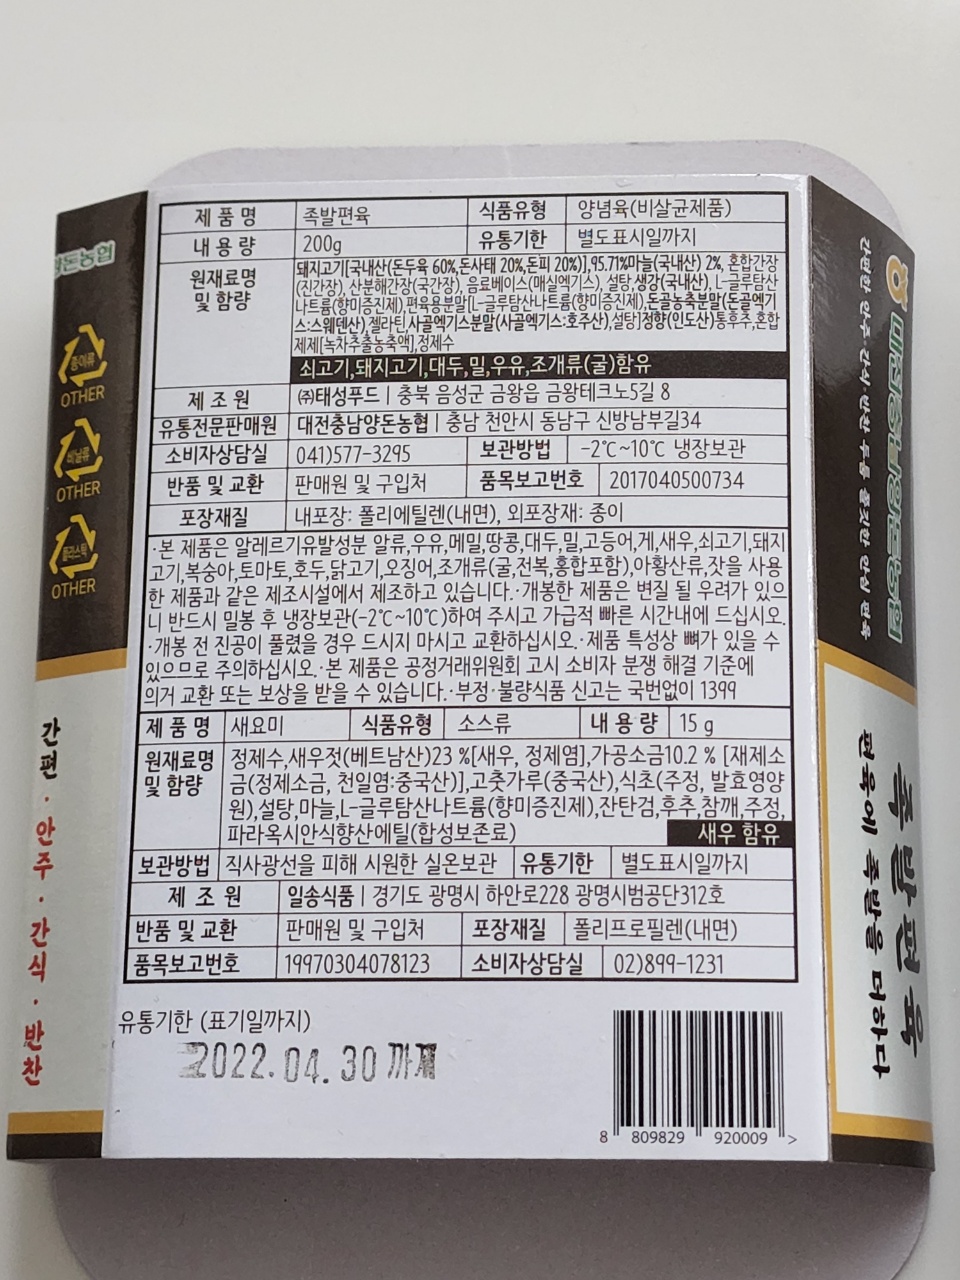 제 품 명 족발편육 식품유형 양념육(비살균제품)
내 용 량 200g 유통기한 별도표시일까지
원재료명 및 함량
돼지고기[국내산(돈두육 60%,돈사태 20%,돈피 20%)],95.71%마늘(국내산) 2%, 혼합간장
(진간장), 산분해간장(국간장), 음료베이스(매실엑기스), 설탕,생강(국내산), L-글루탐산
나트륨(향미증진제),편육용분말[L-글루탐산나트륨(향미증진제),돈골농축분말(돈골엑기
스:스웨덴산),젤라틴,사골엑기스분말(사골엑기스:호주산),설탕]정향(인도산)통후추,혼합
제제[녹차추출농축액],정제수
쇠고기,돼지고기,대두,밀,우유,조개류(굴)함유
제 조 원 ㈜태성푸드 | 충북 음성군 금왕읍 금왕테크노5길 8
유통전문판매원 대전충남양돈농협 | 충남 천안시 동남구 신방남부길34
소비자상담실 041)577-3295 보관방법 -2℃~10℃ 냉장보관
반품 및 교환 판매원 및 구입처 품목보고번호 2017040500734
포장재질 내포장: 폴리에틸렌(내면), 외포장재: 종이
·본 제품은 알레르기유발성분 알류,우유,메밀,땅콩,대두,밀,고등어,게,새우,쇠고기,돼지
고기,복숭아,토마토,호두,닭고기,오징어,조개류(굴,전복,홍합포함),아황산류,잣을 사용
한 제품과 같은 제조시설에서 제조하고 있습니다.·개봉한 제품은 변질 될 우려가 있으
니 반드시 밀봉 후 냉장보관(-2℃~10℃)하여 주시고 가급적 빠른 시간내에 드십시오.
·개봉 전 진공이 풀렸을 경우 드시지 마시고 교환하십시오.·제품 특성상 뼈가 있을 수
있으므로 주의하십시오.·본 제품은 공정거래위원회 고시 소비자 분쟁 해결 기준에
의거 교환 또는 보상을 받을 수 있습니다.·부정·불량식품 신고는 국번없이 1399
제 품 명 새요미 식품유형 소스류 내 용 량 15 g
원재료명 및 함량
정제수,새우젓(베트남산)23 %[새우, 정제염],가공소금10.2 % [재제소
금(정제소금, 천일염:중국산)],고춧가루(중국산),식초(주정, 발효영양
원),설탕,마늘,L-글루탐산나트륨(향미증진제),잔탄검,후추,참깨,주정,
파라옥시안식향산에틸(합성보존료) 새우 함유
보관방법 직사광선을 피해 시원한 실온보관 유통기한 별도표시일까지
제 조 원 일송식품 | 경기도 광명시 하안로228 광명시범공단312호
반품 및 교환 판매원 및 구입처 포장재질 폴리프로필렌(내면)
품목보고번호 19970304078123 소비자상담실 02)899-1231
유통기한 (표기일까지)
2022.04.30 까지
8 809829 920009 >
돈농협
종이류
OTHER
비닐류
OTHER
플라스틱
OTHER
간편·안주·간식·반찬
대전충남양돈농협
족발편육
편육에 족발을 더하다